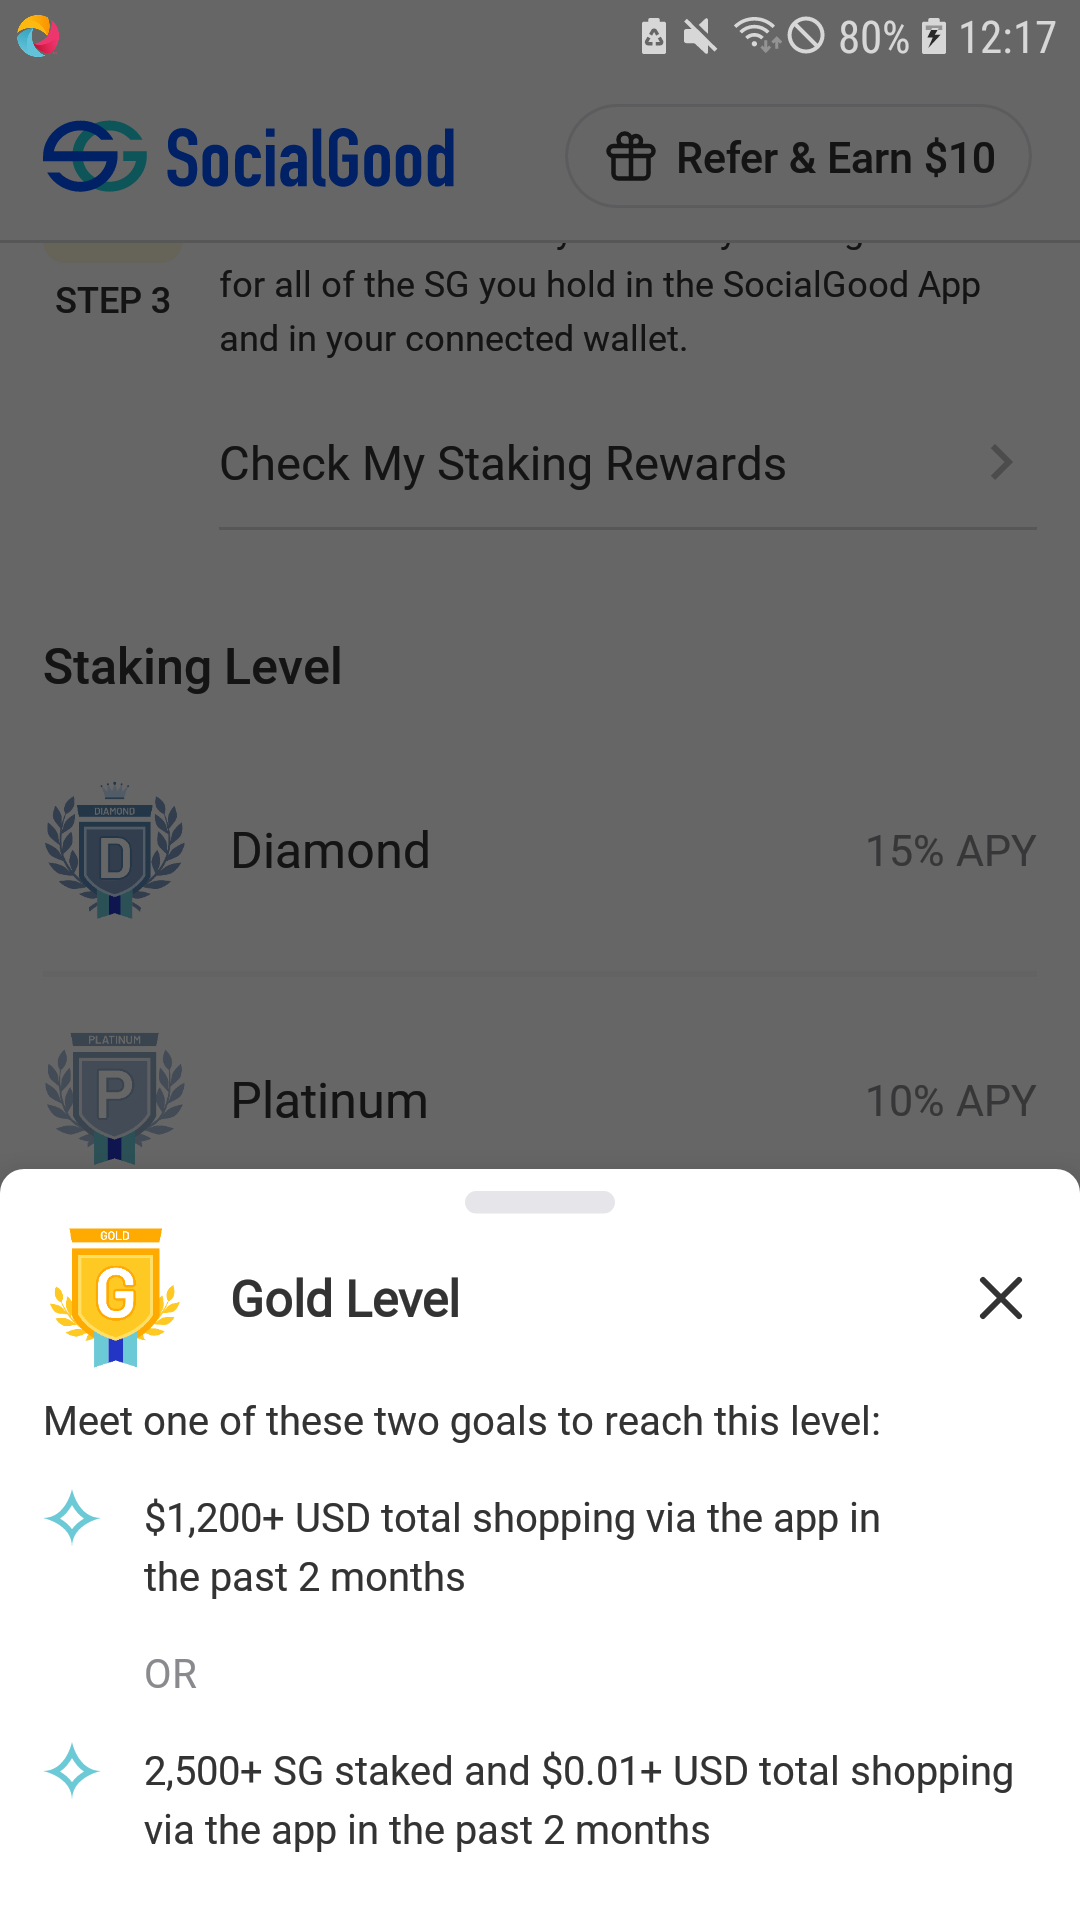 80% 12:17
SG SocialGood
Refer & Earn $10
STEP 3
for all of the SG you hold in the SocialGood App
and in your connected wallet.
Check My Staking Rewards
Staking Level
DIAMOND
D
Diamond
15% APY
PLATINUM
P
Platinum
10% APY
GOLD
G
Gold Level
Meet one of these two goals to reach this level:
$1,200+ USD total shopping via the app in
the past 2 months
OR
2,500+ SG staked and $0.01+ USD total shopping
via the app in the past 2 months